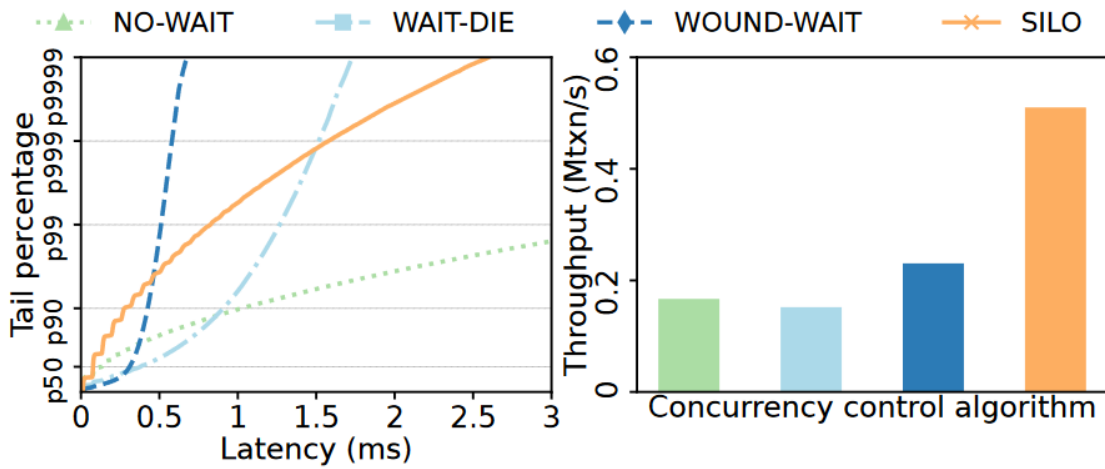 NO-WAIT WAIT-DIE WOUND-WAIT SILO
Tail percentage
p9999
p999
p99
p90
p50
0 0.5 1 1.5 2 2.5 3
Latency (ms)
Throughput (Mtxn/s)
0.6
0.4
0.2
0
Concurrency control algorithm